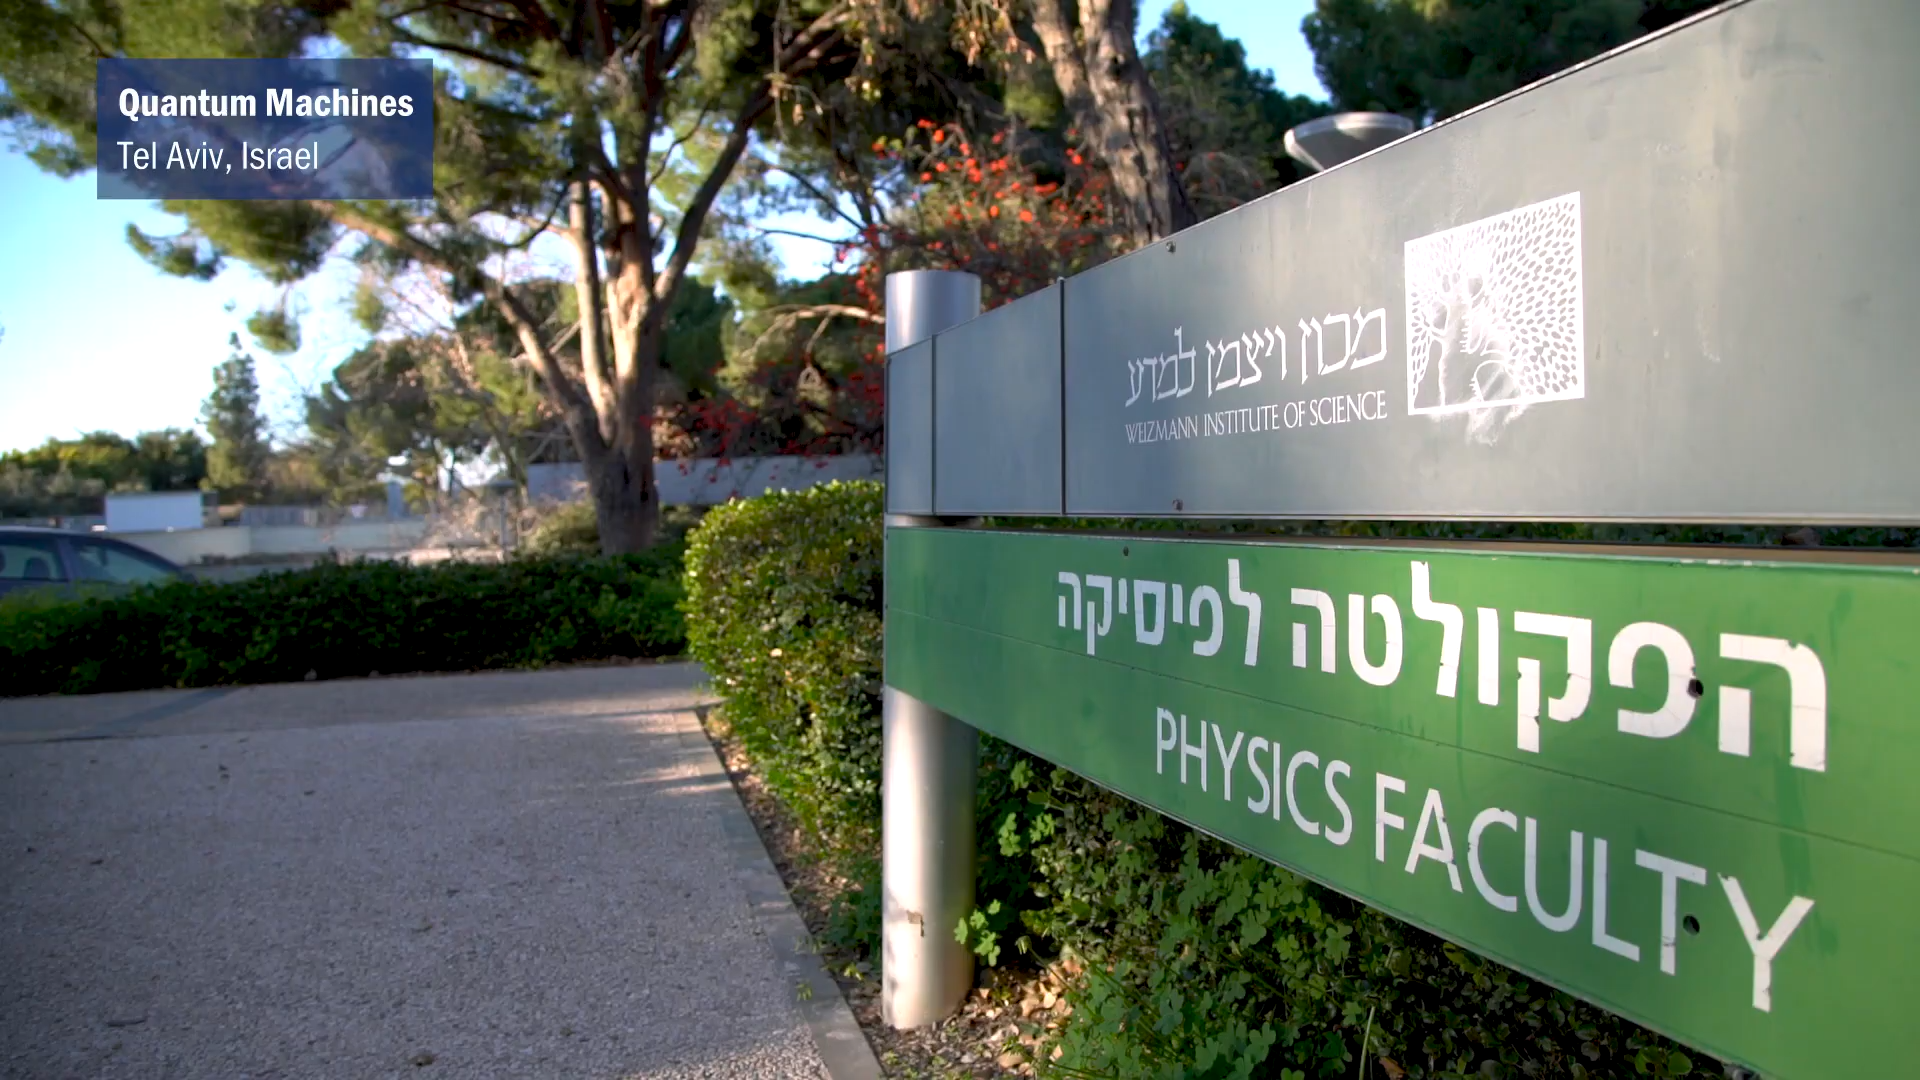 Quantum Machines
Tel Aviv, Israel
מכון ויצמן למדע
WEIZMANN INSTITUTE OF SCIENCE
הפקולטה לפיסיקה
PHYSICS FACULTY